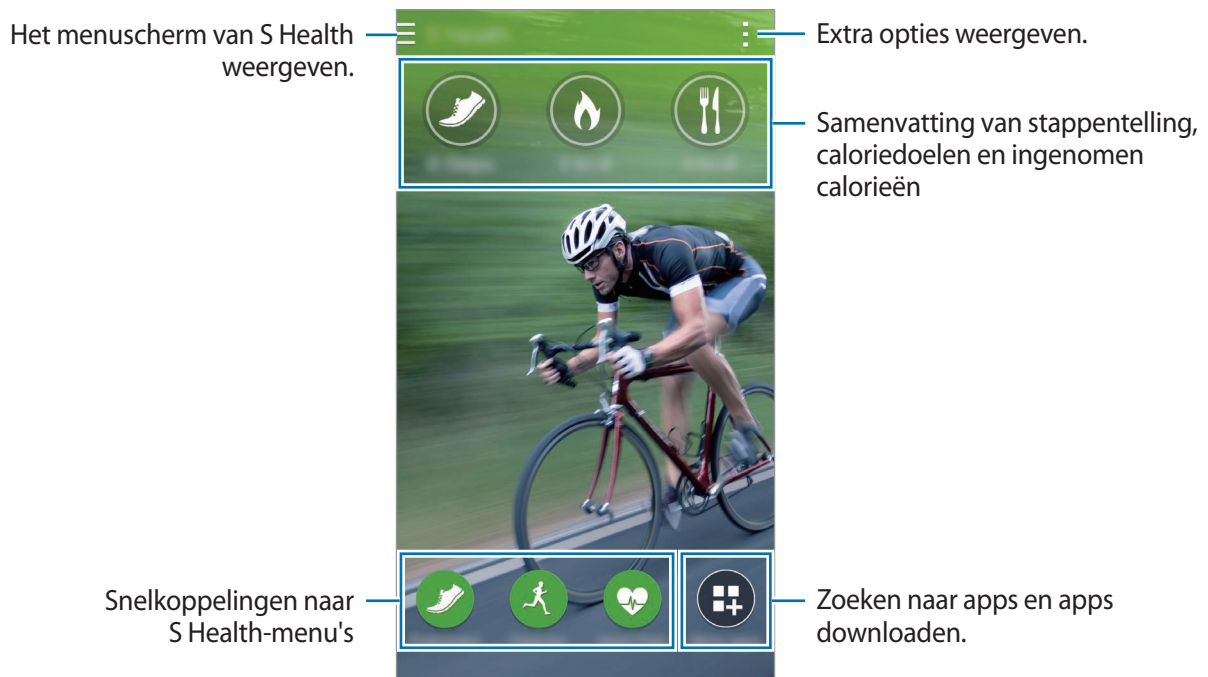 Het menuscherm van S Health
weergeven.
Extra opties weergeven.
Samenvatting van stappentelling,
caloriedoelen en ingenomen
calorieën
Snelkoppelingen naar
S Health-menu's
Zoeken naar apps en apps
downloaden.